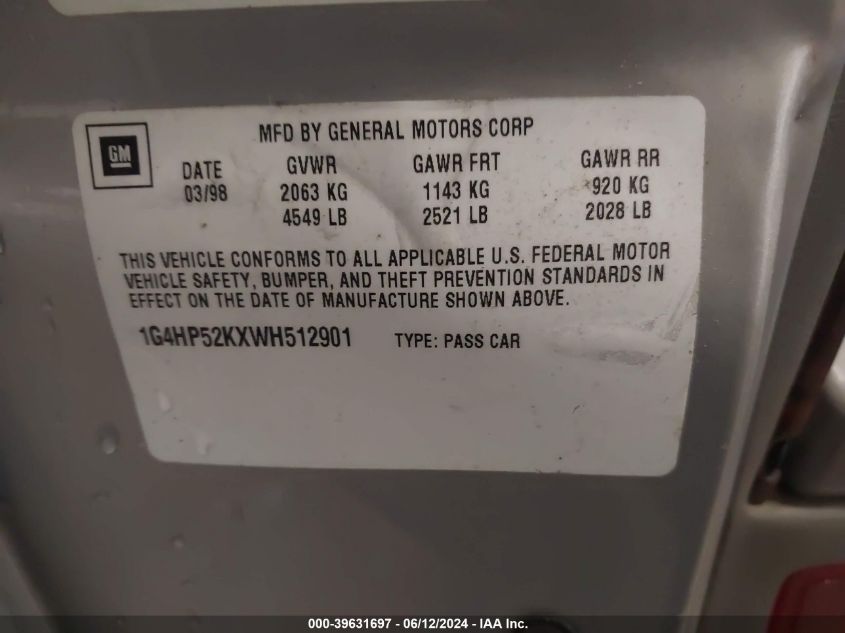 MFD BY GENERAL MOTORS CORP
GM
DATE GVWR GAWR FRT GAWR RR
03/98 2063 KG 1143 KG 920 KG
4549 LB 2521 LB 2028 LB
THIS VEHICLE CONFORMS TO ALL APPLICABLE U.S. FEDERAL MOTOR
VEHICLE SAFETY, BUMPER, AND THEFT PREVENTION STANDARDS IN
EFFECT ON THE DATE OF MANUFACTURE SHOWN ABOVE.
1G4HP52KXWH512901 TYPE: PASS CAR
000-39631697 - 06/12/2024 - IAA Inc.